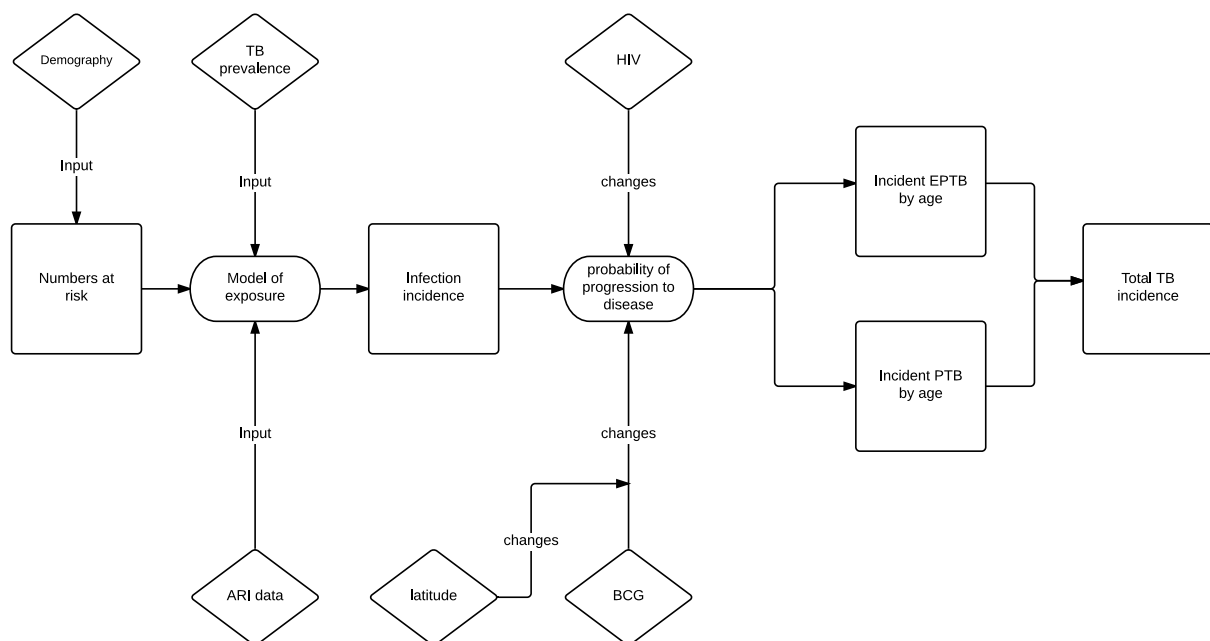 Demography
TB
prevalence
HIV
Input
Input
changes
Incident EPTB
by age
Numbers at
risk
Model of
exposure
Infection
incidence
probability of
progression to
disease
Total TB
incidence
Incident PTB
by age
Input
changes
changes
ARI data
latitude
BCG